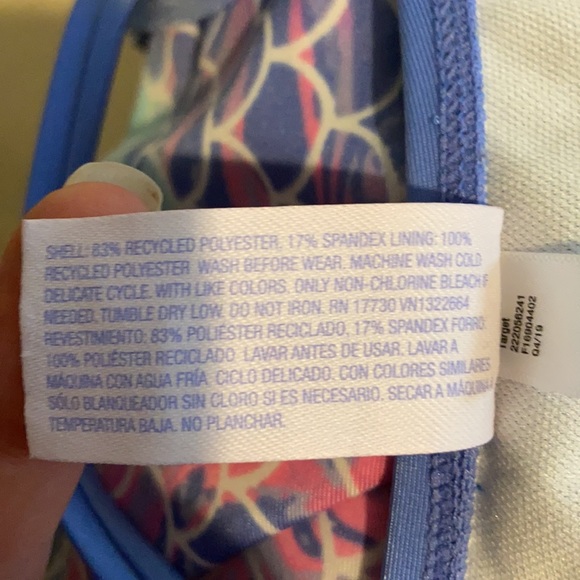 SHELL: 83% RECYCLED POLYESTER, 17% SPANDEX LINING: 100%
RECYCLED POLYESTER WASH BEFORE WEAR. MACHINE WASH COLD
DELICATE CYCLE. WITH LIKE COLORS. ONLY NON-CHLORINE BLEACH IF
NEEDED. TUMBLE DRY LOW. DO NOT IRON. RN 17730 VN1322664
REVESTIMIENTO: 83% POLIÉSTER RECICLADO, 17% SPANDEX FORRO:
100% POLIÉSTER RECICLADO. LAVAR ANTES DE USAR. LAVAR A
MÁQUINA CON AGUA FRÍA. CICLO DELICADO. CON COLORES SIMILARES
SÓLO BLANQUEADOR SIN CLORO SI ES NECESARIO. SECAR A MÁQUINA A
TEMPERATURA BAJA. NO PLANCHAR.
Target
222056241
F16904402
Q4/19